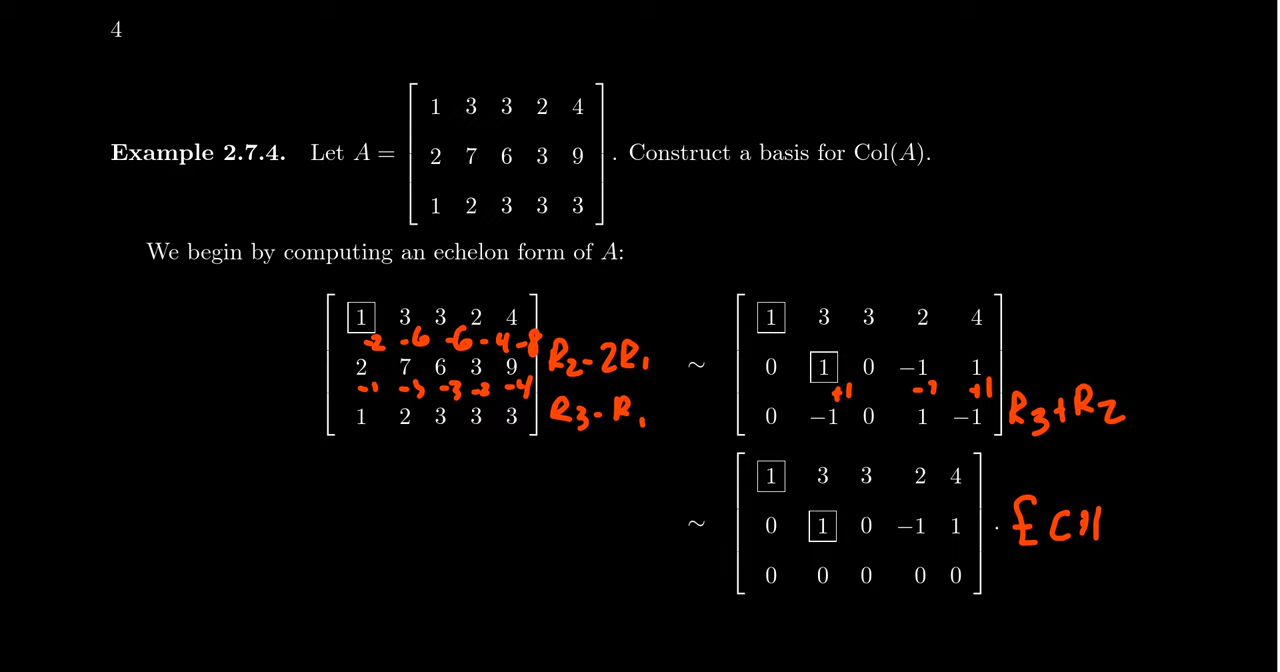 4
Example 2.7.4. Let A = [ 1 3 3 2 4
2 7 6 3 9
1 2 3 3 3 ] . Construct a basis for Col(A).
We begin by computing an echelon form of A:
[ 1 3 3 2 4
-2 -6 -6 -4 -8
2 7 6 3 9 ] R2 - 2R1
-1 -3 -3 -2 -4
1 2 3 3 3 ] R3 - R1
~ [ 1 3 3 2 4
0 1 0 −1 1
+1 -1 +1
0 −1 0 1 −1 ] R3 + R2
~ [ 1 3 3 2 4
0 1 0 −1 1
0 0 0 0 0 ] .